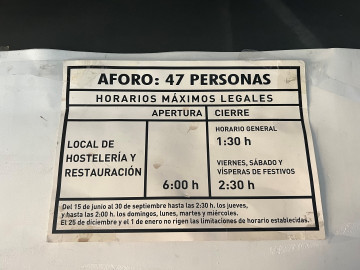 AFORO: 47 PERSONAS
HORARIOS MÁXIMOS LEGALES
APERTURA CIERRE
LOCAL DE
HOSTELERÍA Y
RESTAURACIÓN
6:00 h
HORARIO GENERAL
1:30 h
VIERNES, SÁBADO Y
VÍSPERAS DE FESTIVOS
2:30 h
Del 15 de junio al 30 de septiembre hasta las 2:30 h. los jueves,
y hasta las 2:00 h. los domingos, lunes, martes y miércoles.
El 25 de diciembre y el 1 de enero no rigen las limitaciones de horario establecidas.